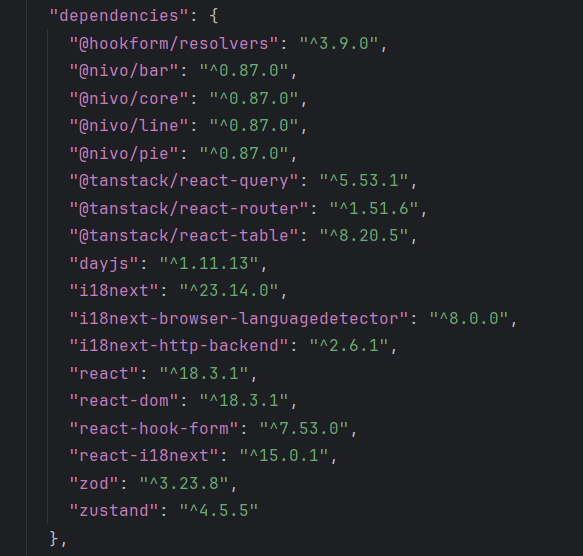 "dependencies": {
"@hookform/resolvers": "^3.9.0",
"@nivo/bar": "^0.87.0",
"@nivo/core": "^0.87.0",
"@nivo/line": "^0.87.0",
"@nivo/pie": "^0.87.0",
"@tanstack/react-query": "^5.53.1",
"@tanstack/react-router": "^1.51.6",
"@tanstack/react-table": "^8.20.5",
"dayjs": "^1.11.13",
"i18next": "^23.14.0",
"i18next-browser-languagedetector": "^8.0.0",
"i18next-http-backend": "^2.6.1",
"react": "^18.3.1",
"react-dom": "^18.3.1",
"react-hook-form": "^7.53.0",
"react-i18next": "^15.0.1",
"zod": "^3.23.8",
"zustand": "^4.5.5"
},